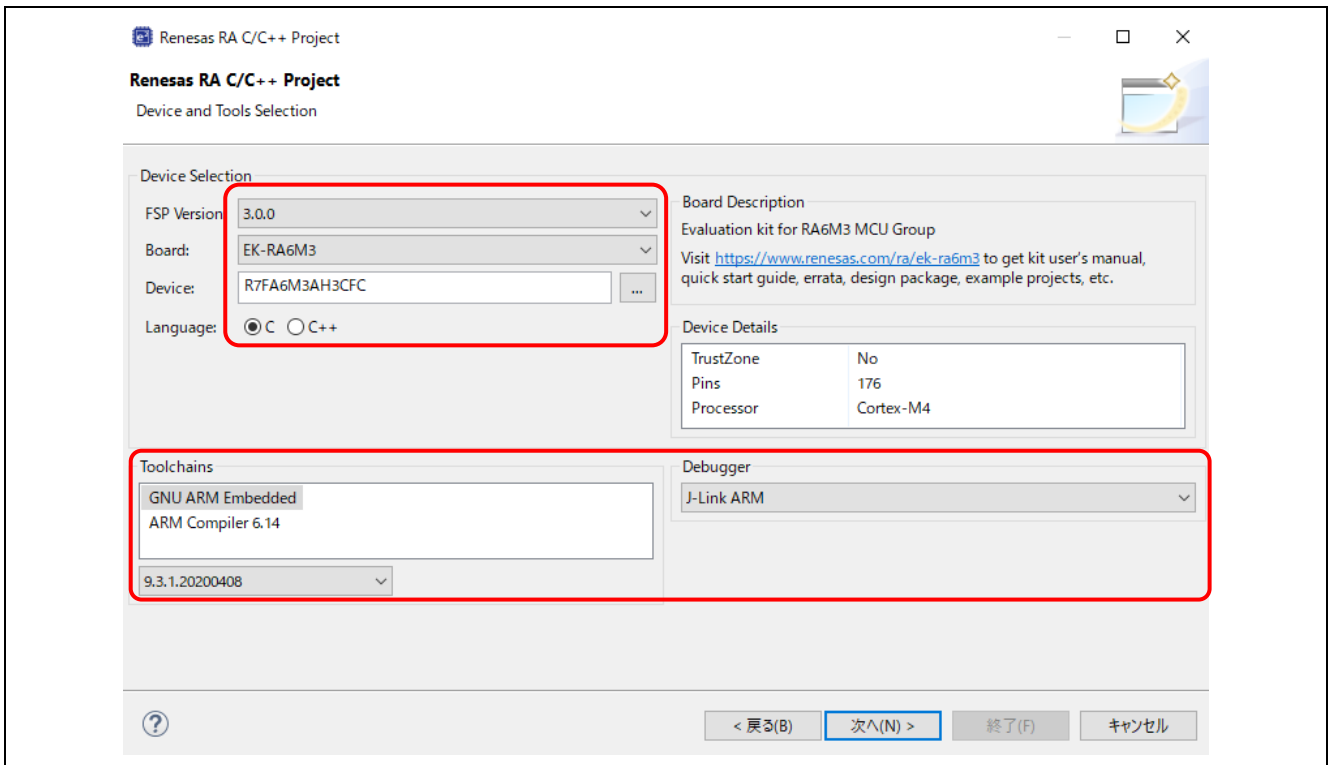 Renesas RA C/C++ Project
Renesas RA C/C++ Project
Device and Tools Selection
Device Selection
FSP Version
3.0.0
Board:
EK-RA6M3
Device:
R7FA6M3AH3CFC
...
Language:
C
C++
Board Description
Evaluation kit for RA6M3 MCU Group
Visit https://www.renesas.com/ra/ek-ra6m3 to get kit user's manual,
quick start guide, errata, design package, example projects, etc.
Device Details
TrustZone No
Pins 176
Processor Cortex-M4
Toolchains
GNU ARM Embedded
ARM Compiler 6.14
9.3.1.20200408
Debugger
J-Link ARM
?
< 戻る(B)
次へ(N) >
終了(F)
キャンセル